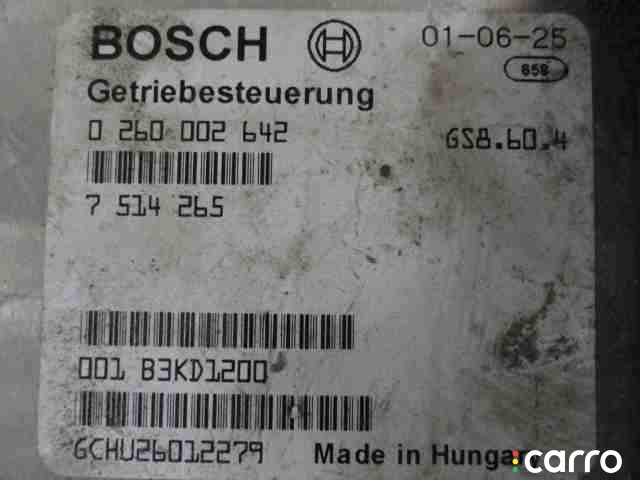 BOSCH 01-06-25
658
Getriebesteuerung
0 260 002 642 GS8.60.4
7 514 265
001 B3KD1200
GCHU26012279 Made in Hungary
carro